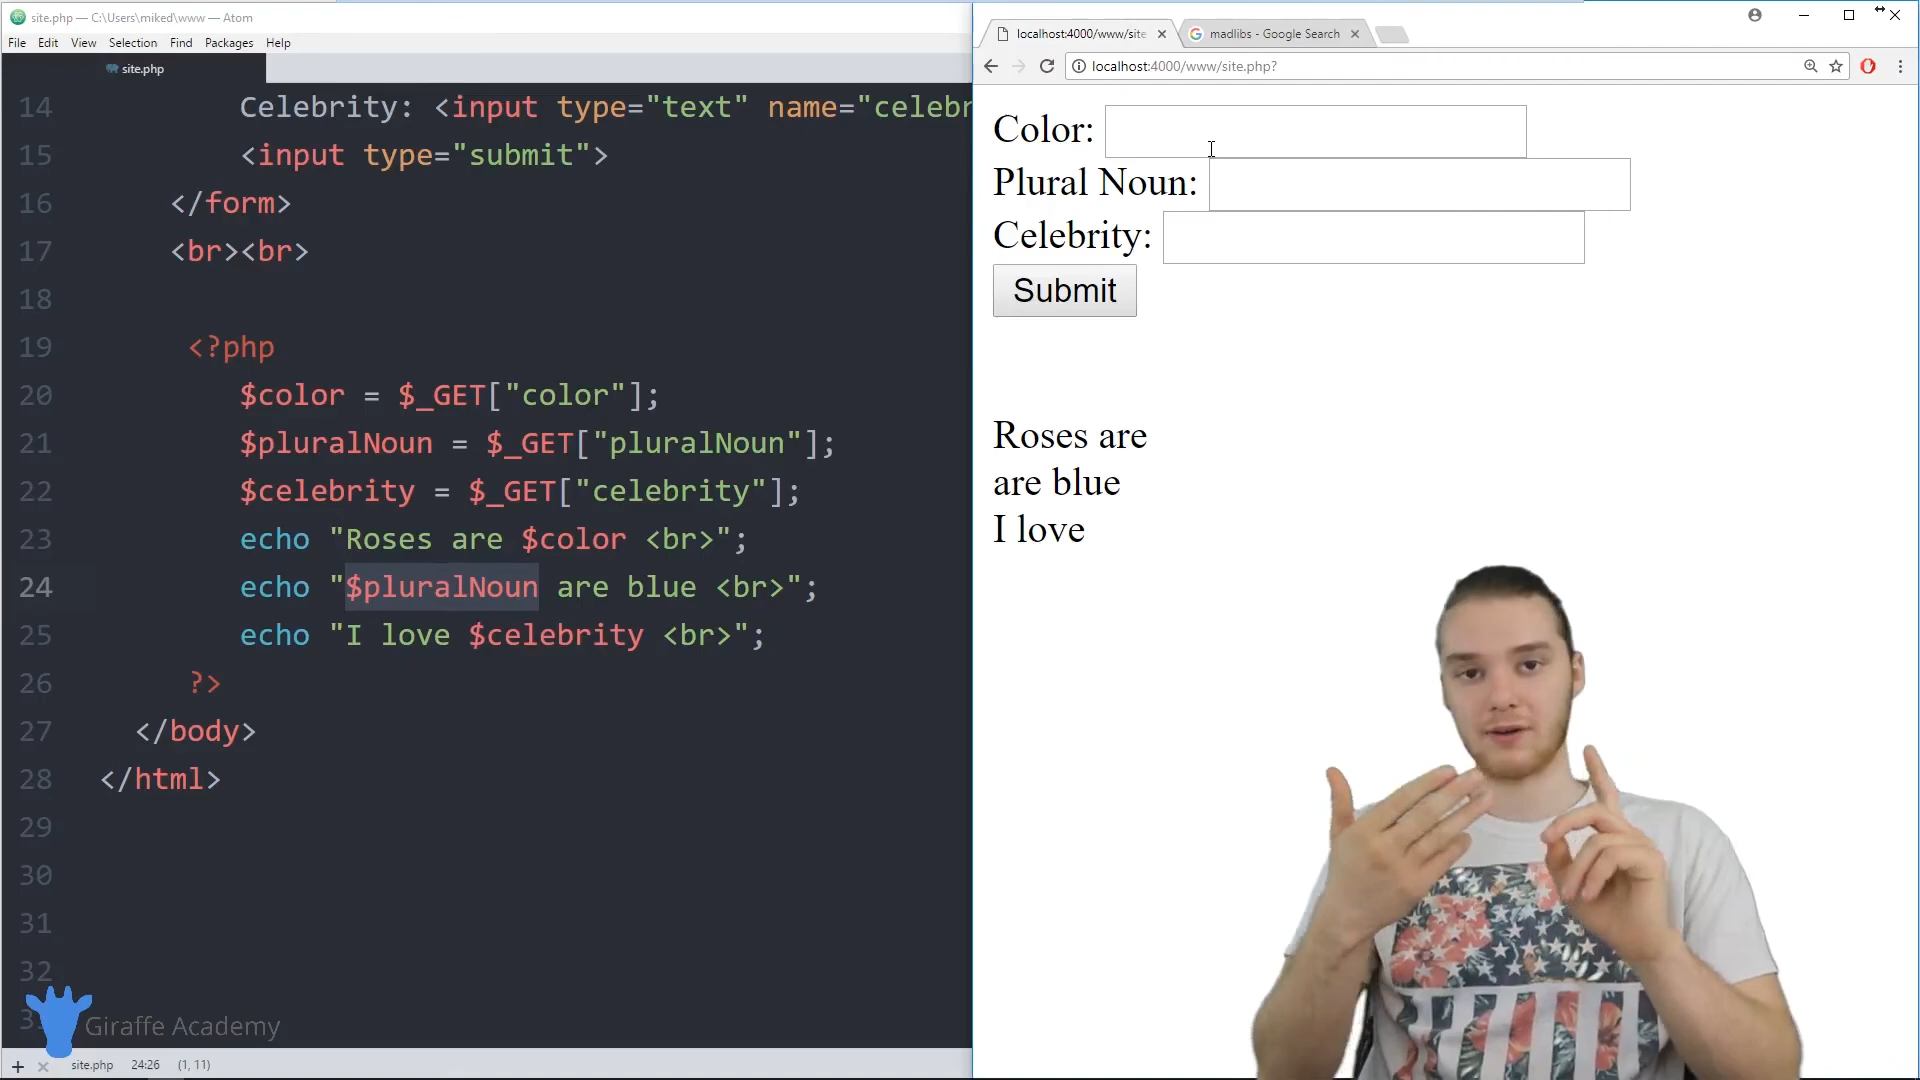 site.php — C:\Users\miked\www — Atom
File Edit View Selection Find Packages Help
site.php
14 Celebrity: <input type="text" name="celebr
15 <input type="submit">
16 </form>
17 <br><br>
18
19 <?php
20 $color = $_GET["color"];
21 $pluralNoun = $_GET["pluralNoun"];
22 $celebrity = $_GET["celebrity"];
23 echo "Roses are $color <br>";
24 echo "$pluralNoun are blue <br>";
25 echo "I love $celebrity <br>";
26 ?>
27 </body>
28 </html>
29
30
31
32
Giraffe Academy
site.php 24:26 (1, 11)
localhost:4000/www/site
madlibs - Google Search
localhost:4000/www/site.php?
Color:
Plural Noun:
Celebrity:
Submit
Roses are
are blue
I love